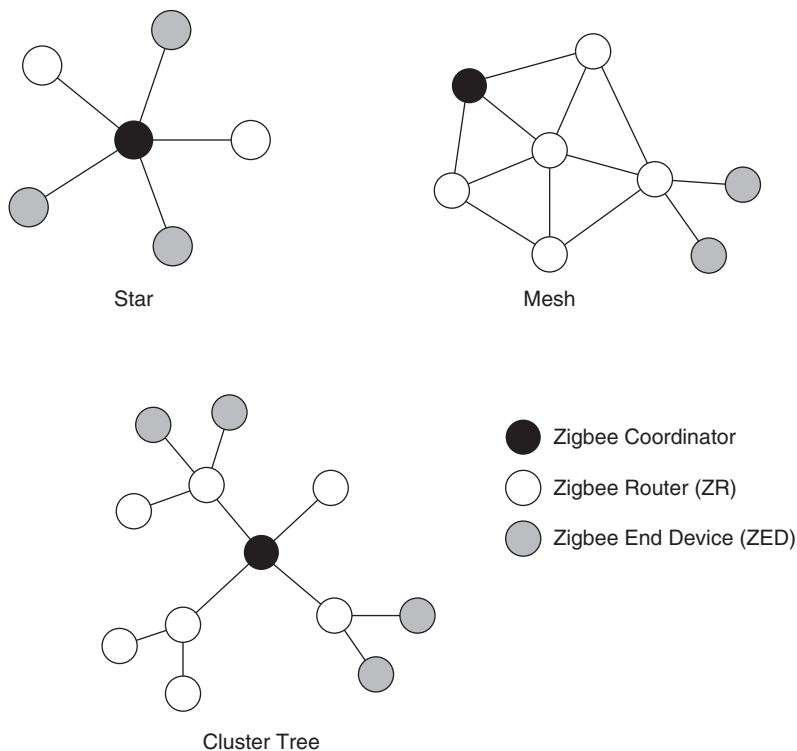 Star
Mesh
Zigbee Coordinator
Zigbee Router (ZR)
Zigbee End Device (ZED)
Cluster Tree